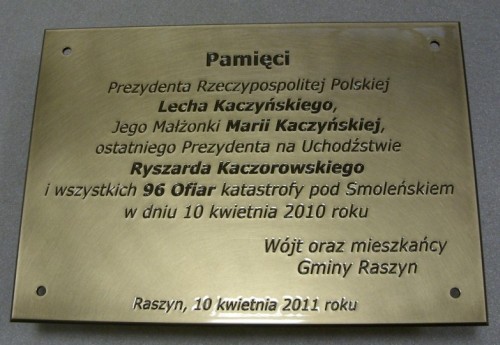 Pamięci
Prezydenta Rzeczypospolitej Polskiej
Lecha Kaczyńskiego,
Jego Małżonki Marii Kaczyńskiej,
ostatniego Prezydenta na Uchodźstwie
Ryszarda Kaczorowskiego
i wszystkich 96 Ofiar katastrofy pod Smoleńskiem
w dniu 10 kwietnia 2010 roku
Wójt oraz mieszkańcy
Gminy Raszyn
Raszyn, 10 kwietnia 2011 roku